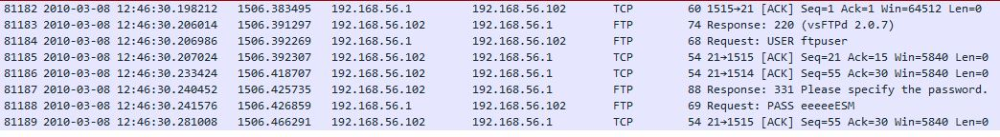 81182 2010-03-08 12:46:30.198212 1506.383495 192.168.56.1 192.168.56.102 TCP 60 1515→21 [ACK] Seq=1 Ack=1 Win=64512 Len=0
81183 2010-03-08 12:46:30.206014 1506.391297 192.168.56.102 192.168.56.1 FTP 74 Response: 220 (vsFTPd 2.0.7)
81184 2010-03-08 12:46:30.206986 1506.392269 192.168.56.1 192.168.56.102 FTP 68 Request: USER ftpuser
81185 2010-03-08 12:46:30.207024 1506.392307 192.168.56.102 192.168.56.1 TCP 54 21→1515 [ACK] Seq=21 Ack=15 Win=5840 Len=0
81186 2010-03-08 12:46:30.233424 1506.418707 192.168.56.102 192.168.56.1 TCP 54 21→1514 [ACK] Seq=55 Ack=30 Win=5840 Len=0
81187 2010-03-08 12:46:30.240452 1506.425735 192.168.56.102 192.168.56.1 FTP 88 Response: 331 Please specify the password.
81188 2010-03-08 12:46:30.241576 1506.426859 192.168.56.1 192.168.56.102 FTP 69 Request: PASS eeeeeESM
81189 2010-03-08 12:46:30.281008 1506.466291 192.168.56.102 192.168.56.1 TCP 54 21→1515 [ACK] Seq=55 Ack=30 Win=5840 Len=0